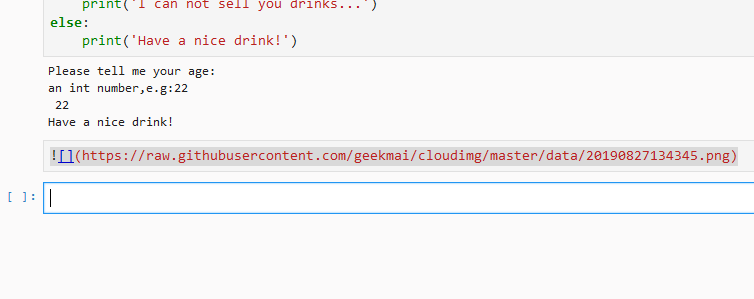 print('I can not sell you drinks...')
else:
    print('Have a nice drink!')
Please tell me your age:
an int number,e.g:22
 22
Have a nice drink!
![](https://raw.githubusercontent.com/geekmai/cloudimg/master/data/20190827134345.png)
[ ]: